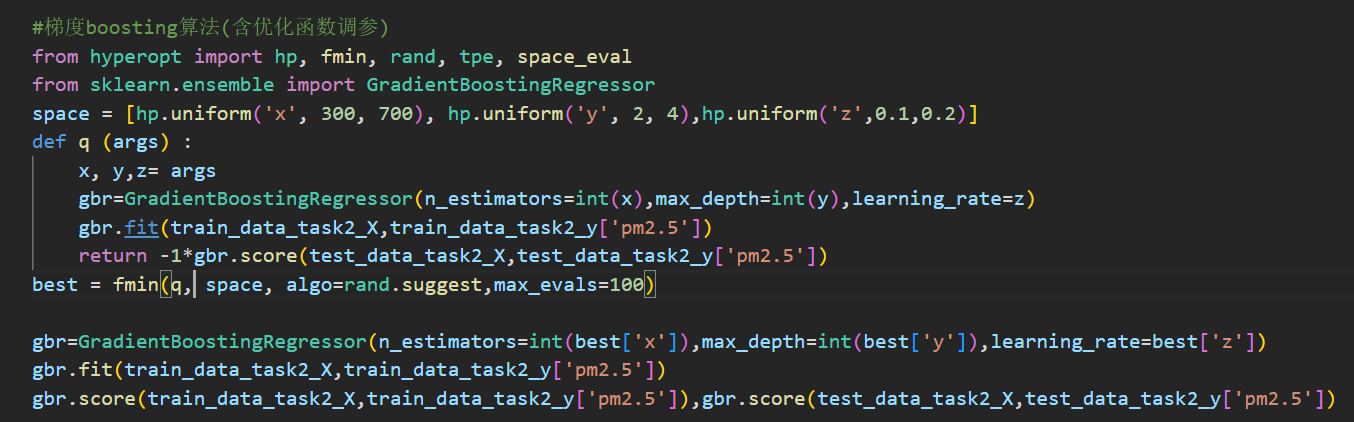 #梯度boosting算法(含优化函数调参)
from hyperopt import hp, fmin, rand, tpe, space_eval
from sklearn.ensemble import GradientBoostingRegressor
space = [hp.uniform('x', 300, 700), hp.uniform('y', 2, 4),hp.uniform('z',0.1,0.2)]
def q (args) :
    x, y,z= args
    gbr=GradientBoostingRegressor(n_estimators=int(x),max_depth=int(y),learning_rate=z)
    gbr.fit(train_data_task2_X,train_data_task2_y['pm2.5'])
    return -1*gbr.score(test_data_task2_X,test_data_task2_y['pm2.5'])
best = fmin(q, space, algo=rand.suggest,max_evals=100)
gbr=GradientBoostingRegressor(n_estimators=int(best['x']),max_depth=int(best['y']),learning_rate=best['z'])
gbr.fit(train_data_task2_X,train_data_task2_y['pm2.5'])
gbr.score(train_data_task2_X,train_data_task2_y['pm2.5']),gbr.score(test_data_task2_X,test_data_task2_y['pm2.5'])